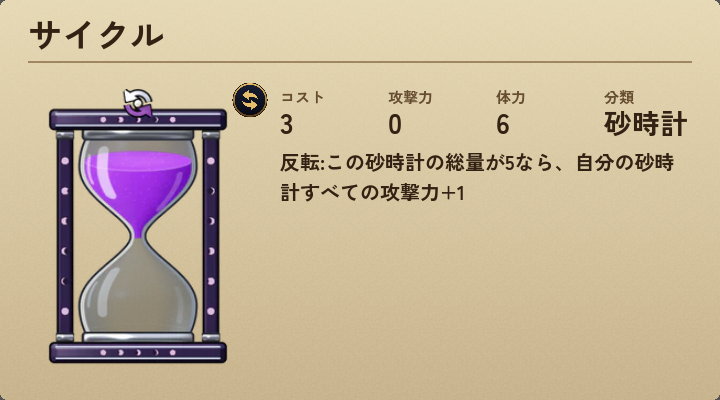 サイクル
コスト 攻撃力 体力 分類
3 0 6 砂時計
反転:この砂時計の総量が5なら、自分の砂時
計すべての攻撃力+1